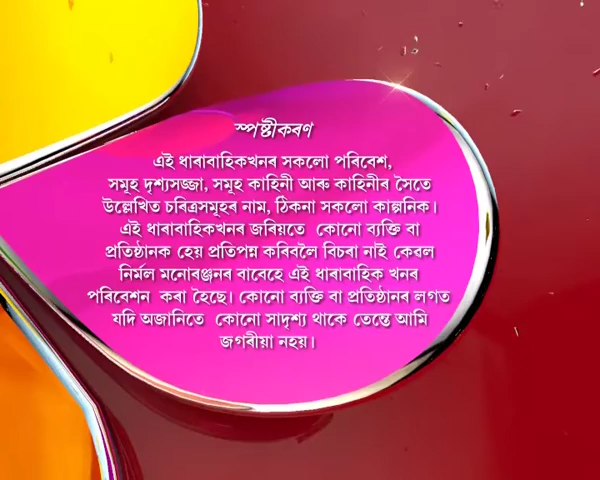 স্পষ্টীকৰণ
এই ধাৰাবাহিকখনৰ সকলো পৰিবেশ,
সমূহ দৃশ্যসজ্জা, সমূহ কাহিনী আৰু কাহিনীৰ সৈতে
উল্লেখিত চৰিত্ৰসমূহৰ নাম, ঠিকনা সকলো কাল্পনিক।
এই ধাৰাবাহিকখনৰ জৰিয়তে কোনো ব্যক্তি বা
প্ৰতিষ্ঠানক হেয় প্ৰতিপন্ন কৰিবলৈ বিচৰা নাই কেৱল
নিৰ্মল মনোৰঞ্জনৰ বাবেহে এই ধাৰাবাহিক খনৰ
পৰিবেশন কৰা হৈছে। কোনো ব্যক্তি বা প্ৰতিষ্ঠানৰ লগত
যদি অজানিতে কোনো সাদৃশ্য থাকে তেন্তে আমি
জগৰীয়া নহয়।